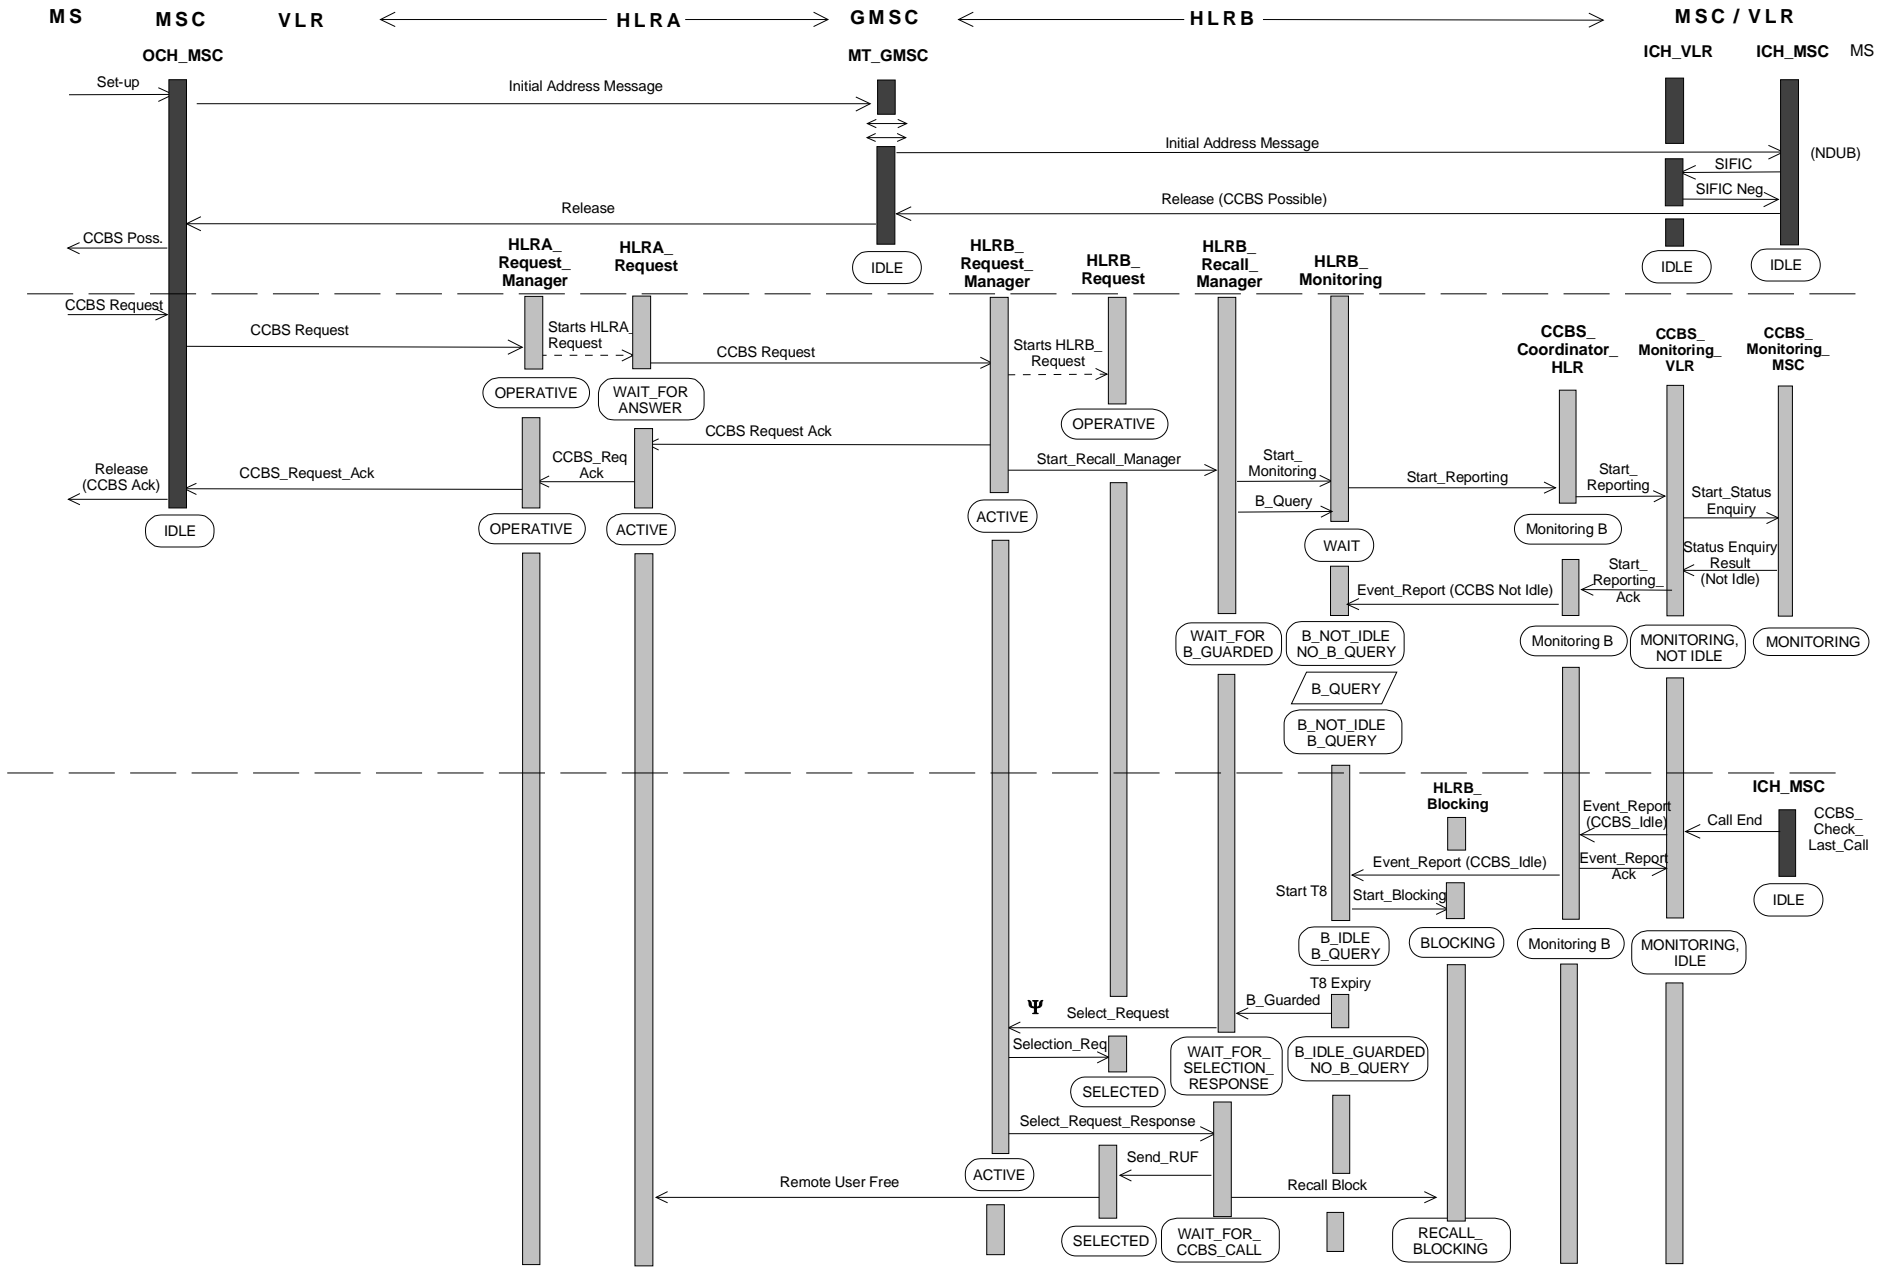 MS MSC VLR HLRA GMSC HLRB MSC / VLR
OCH_MSC MT_GMSC ICH_VLR ICH_MSC MS
Set-up
Initial Address Message
Initial Address Message
(NDUB)
SIFIC
SIFIC Neg
Release (CCBS Possible)
Release
CCBS Poss.
IDLE
IDLE
IDLE
HLRA_
Request_
Manager
HLRA_
Request
HLRB_
Request_
Manager
HLRB_
Request
HLRB_
Recall_
Manager
HLRB_
Monitoring
CCBS Request
CCBS Request
Starts HLRA_
Request
CCBS Request
Starts HLRB_
Request
CCBS_
Coordinator_
HLR
CCBS_
Monitoring_
VLR
CCBS_
Monitoring_
MSC
OPERATIVE
WAIT_FOR
ANSWER
OPERATIVE
CCBS Request Ack
CCBS_Req
Ack
CCBS_Request_Ack
Release
(CCBS Ack)
Start_Recall_Manager
Start_
Monitoring
B_Query
Start_Reporting
Start_
Reporting
Start_Status
Enquiry
IDLE
OPERATIVE
ACTIVE
ACTIVE
WAIT
Monitoring B
Status Enquiry
Result
(Not Idle)
Start_
Reporting_
Ack
Event_Report (CCBS Not Idle)
WAIT_FOR
B_GUARDED
B_NOT_IDLE
NO_B_QUERY
Monitoring B
MONITORING,
NOT IDLE
MONITORING
B_QUERY
B_NOT_IDLE
B_QUERY
HLRB_
Blocking
ICH_MSC
CCBS_
Check_
Last_Call
Call End
Event_Report
(CCBS_Idle)
Event_Report (CCBS_Idle)
Event_Report
Ack
Start T8
Start_Blocking
IDLE
B_IDLE
B_QUERY
BLOCKING
Monitoring B
MONITORING,
IDLE
T8 Expiry
B_Guarded
Ψ
Select_Request
Selection_Req
WAIT_FOR_
SELECTION_
RESPONSE
B_IDLE_GUARDED
NO_B_QUERY
SELECTED
Select_Request_Response
Send_RUF
ACTIVE
Remote User Free
Recall Block
SELECTED
WAIT_FOR_
CCBS_CALL
RECALL_
BLOCKING